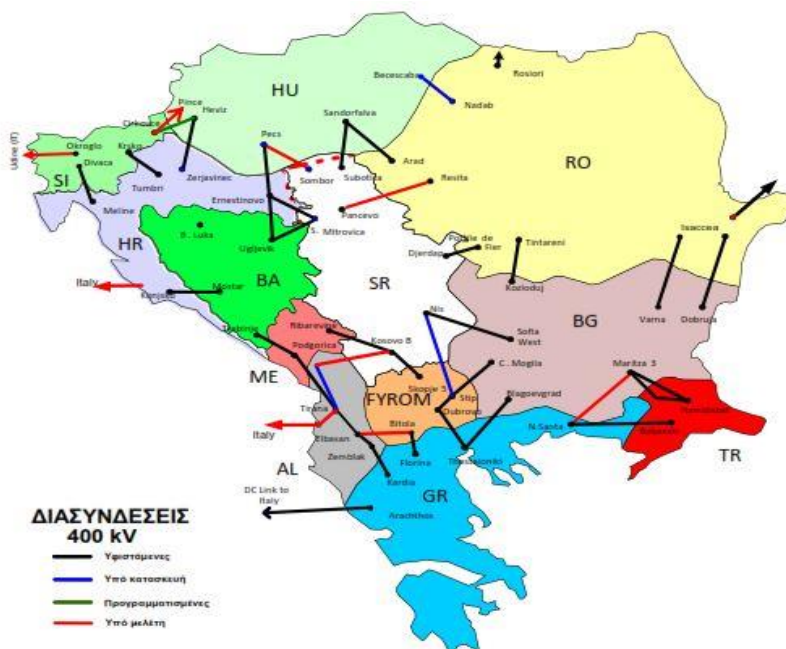 Rosiori
HU
Becescaba
Nadab
Pince
Heviz
Cirkovce
Sandorfalva
Pecs
Arad
RO
Okroglo
Krsko
Udine (IT)
Divaca
SI
Tumbri
Zerjavinec
Sombor
Subotica
Resita
Meline
Ernestinovo
Pancevo
S.
Mitrovica
HR
B. Luka
Ugljevik
Isaccea
Tintareni
Djerdap
Fier
BA
SR
Italy
Konjsko
Mostar
Kozloduj
Varna
Dobruja
Nis
BG
Trebinje
Ribarevina
Podgorica
Kosovo B
Sofia
West
C. Mogila
Maritza 3
ME
FYROM
Skopje 5
Stip
Blagoevgrad
Tirana
Dubrovo
Bitola
Italy
Elbasan
N.Santa
Babaeski
Zemblak
Florina
Thessaloniki
TR
AL
Kardia
GR
DC Link to
Italy
Arachthos
ΔΙΑΣΥΝΔΕΣΕΙΣ
400 kV
Υφιστάμενες
Υπό κατασκευή
Προγραμματισμένες
Υπό μελέτη